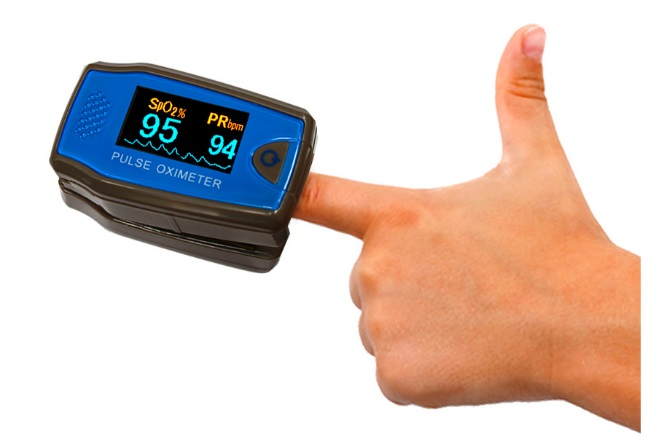 SpO2% PRbpm
95 94
PULSE OXIMETER